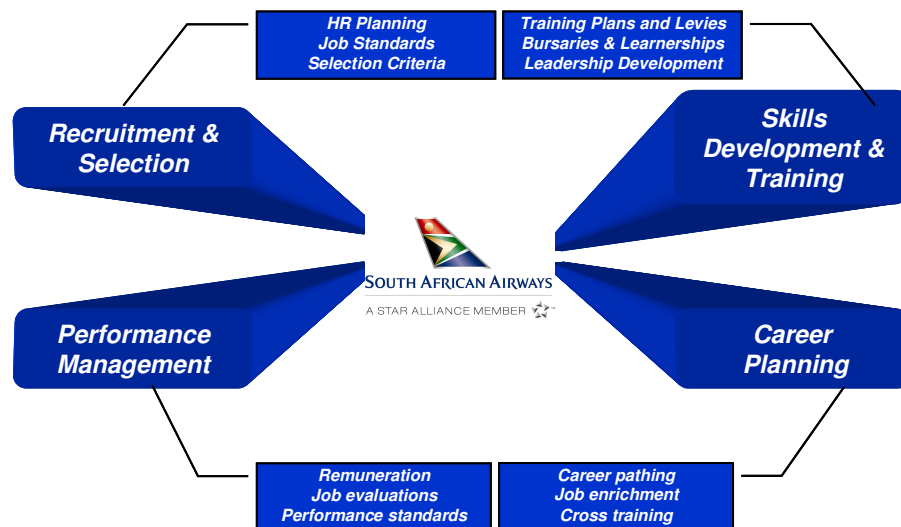 HR Planning
Job Standards
Selection Criteria
Training Plans and Levies
Bursaries & Learnerships
Leadership Development
Recruitment &
Selection
Skills
Development &
Training
SOUTH AFRICAN AIRWAYS
A STAR ALLIANCE MEMBER
Performance
Management
Career
Planning
Remuneration
Job evaluations
Performance standards
Career pathing
Job enrichment
Cross training